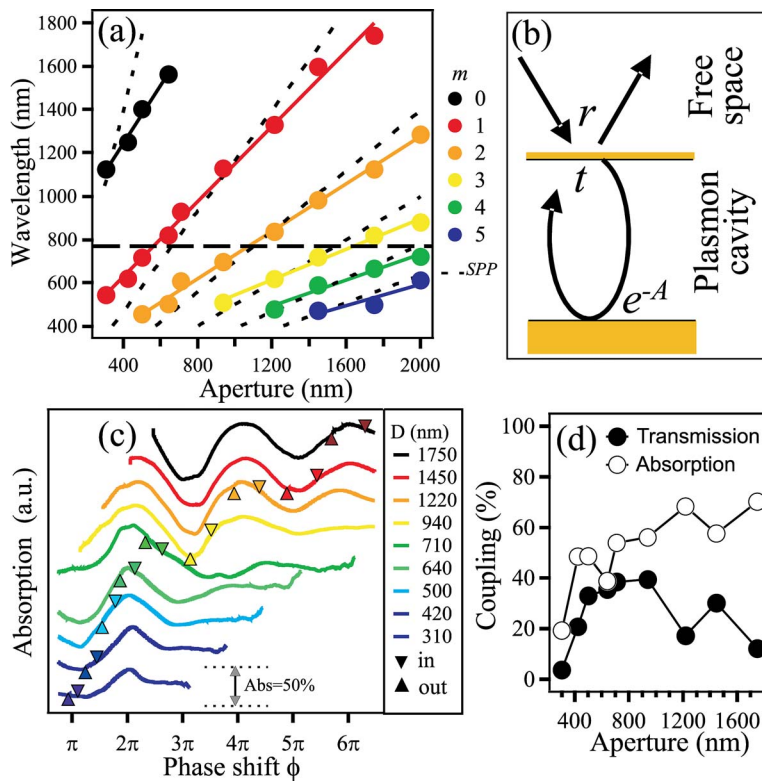 (a)
1800
1600
1400
1200
1000
800
600
400
Wavelength (nm)
400
800
1200
1600
2000
Aperture (nm)
m
0
1
2
3
4
5
SPP
(b)
r
t
e-A
Free
space
Plasmon
cavity
(c)
Absorption (a.u.)
Abs=50%
π
2π
3π
4π
5π
6π
Phase shift ϕ
D (nm)
1750
1450
1220
940
710
640
500
420
310
in
out
(d)
100
80
60
40
20
0
Coupling (%)
Transmission
Absorption
400
800
1200
1600
Aperture (nm)